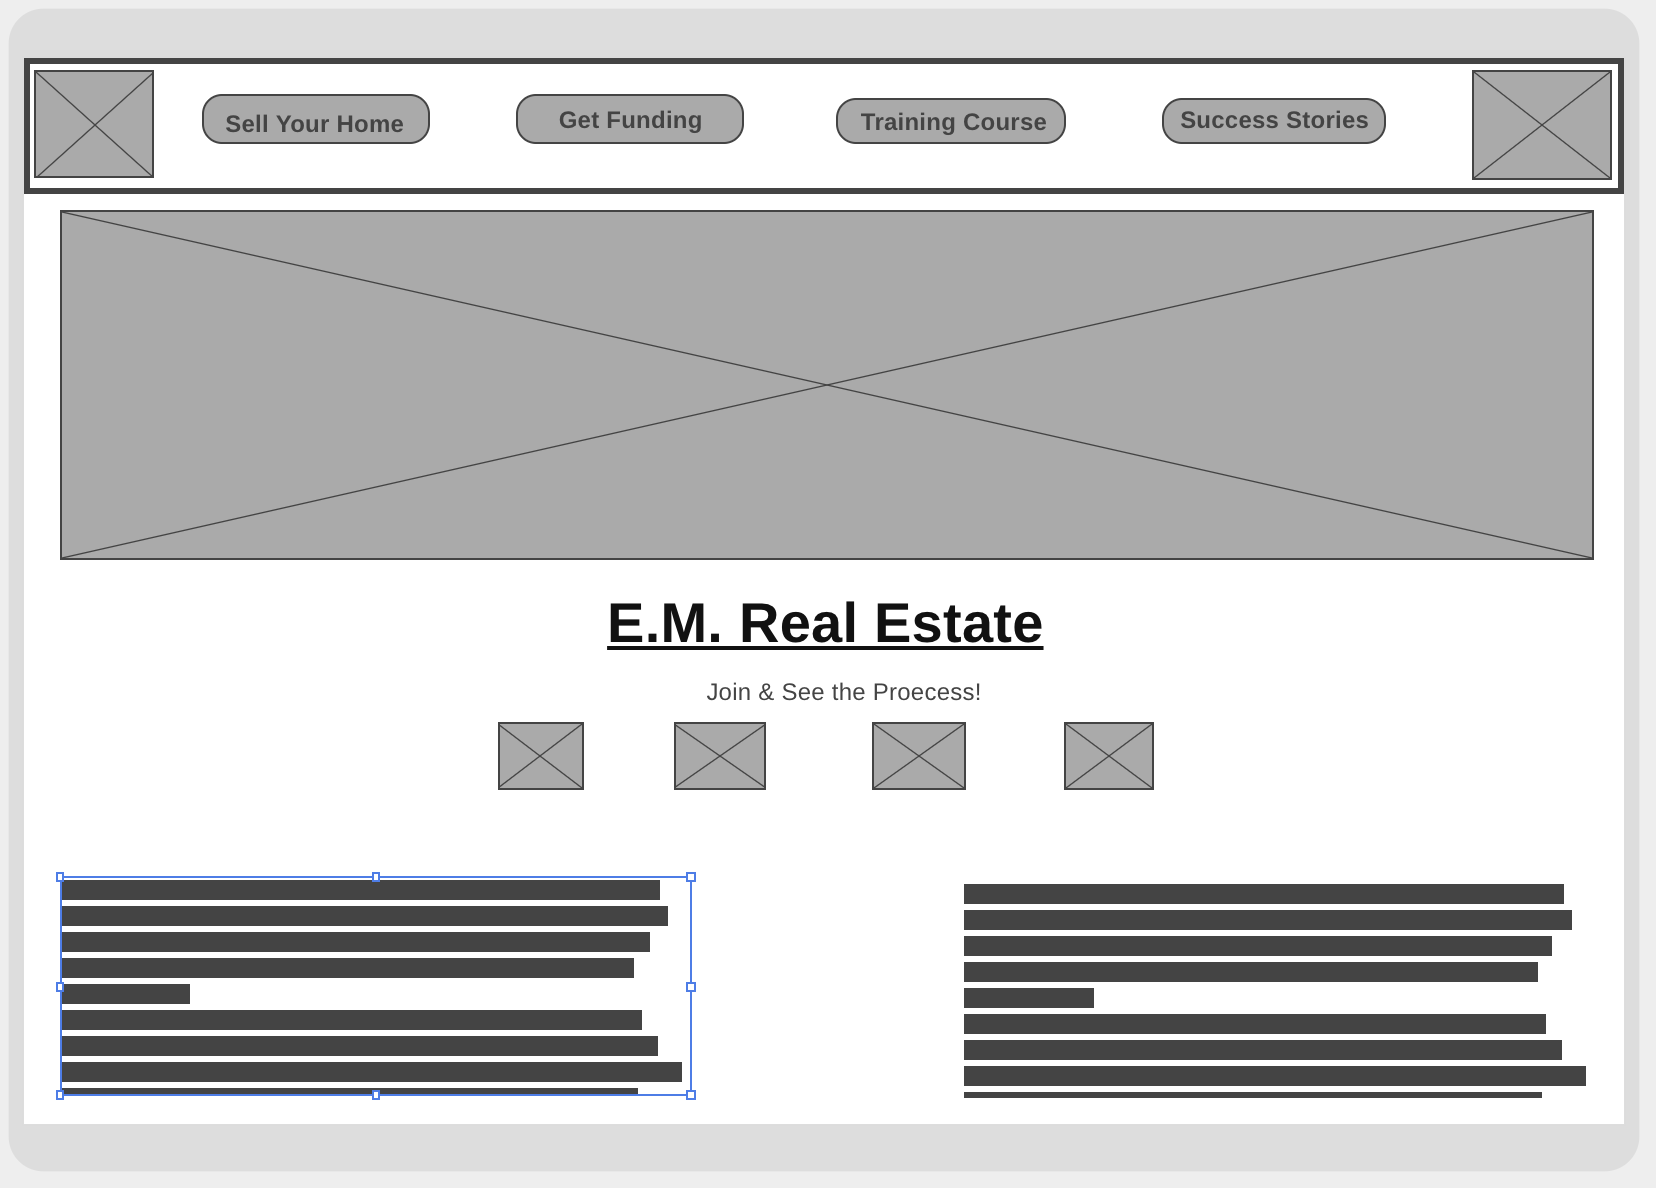 Sell Your Home
Get Funding
Training Course
Success Stories
E.M. Real Estate
Join & See the Proecess!